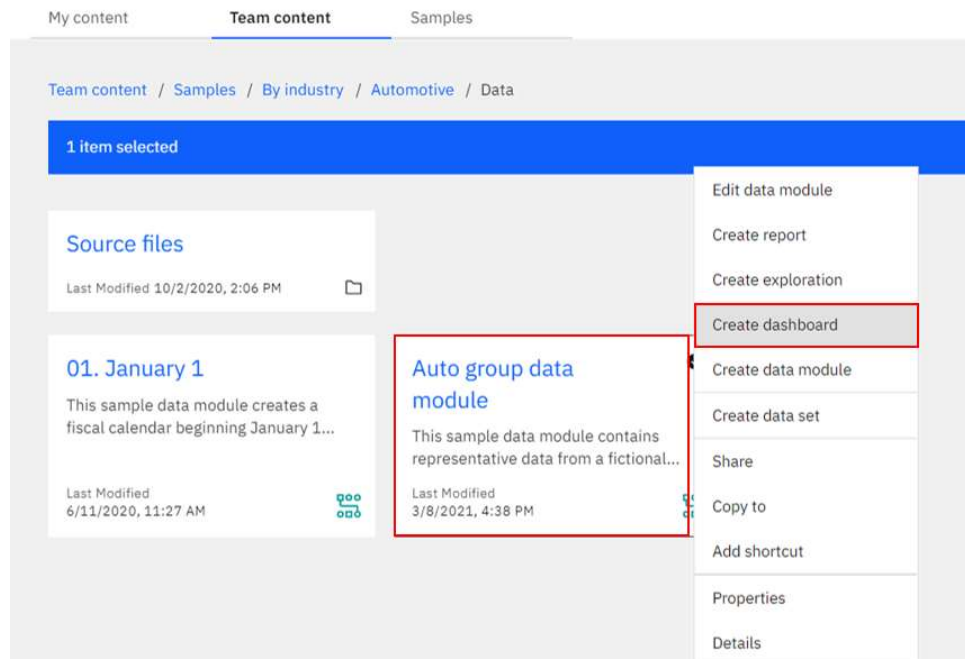 My content Team content Samples
Team content / Samples / By industry / Automotive / Data
1 item selected
Source files
Last Modified 10/2/2020, 2:06 PM
01. January 1
This sample data module creates a
fiscal calendar beginning January 1...
Last Modified
6/11/2020, 11:27 AM
Auto group data
module
This sample data module contains
representative data from a fictional...
Last Modified
3/8/2021, 4:38 PM
Edit data module
Create report
Create exploration
Create dashboard
Create data module
Create data set
Share
Copy to
Add shortcut
Properties
Details